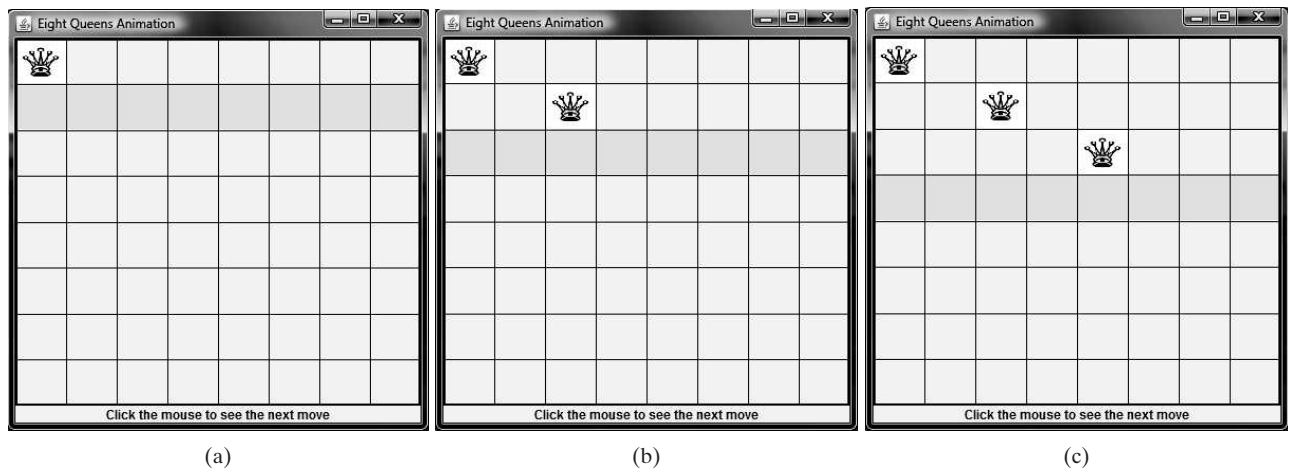 Eight Queens Animation
Click the mouse to see the next move
(a)
Eight Queens Animation
Click the mouse to see the next move
(b)
Eight Queens Animation
Click the mouse to see the next move
(c)